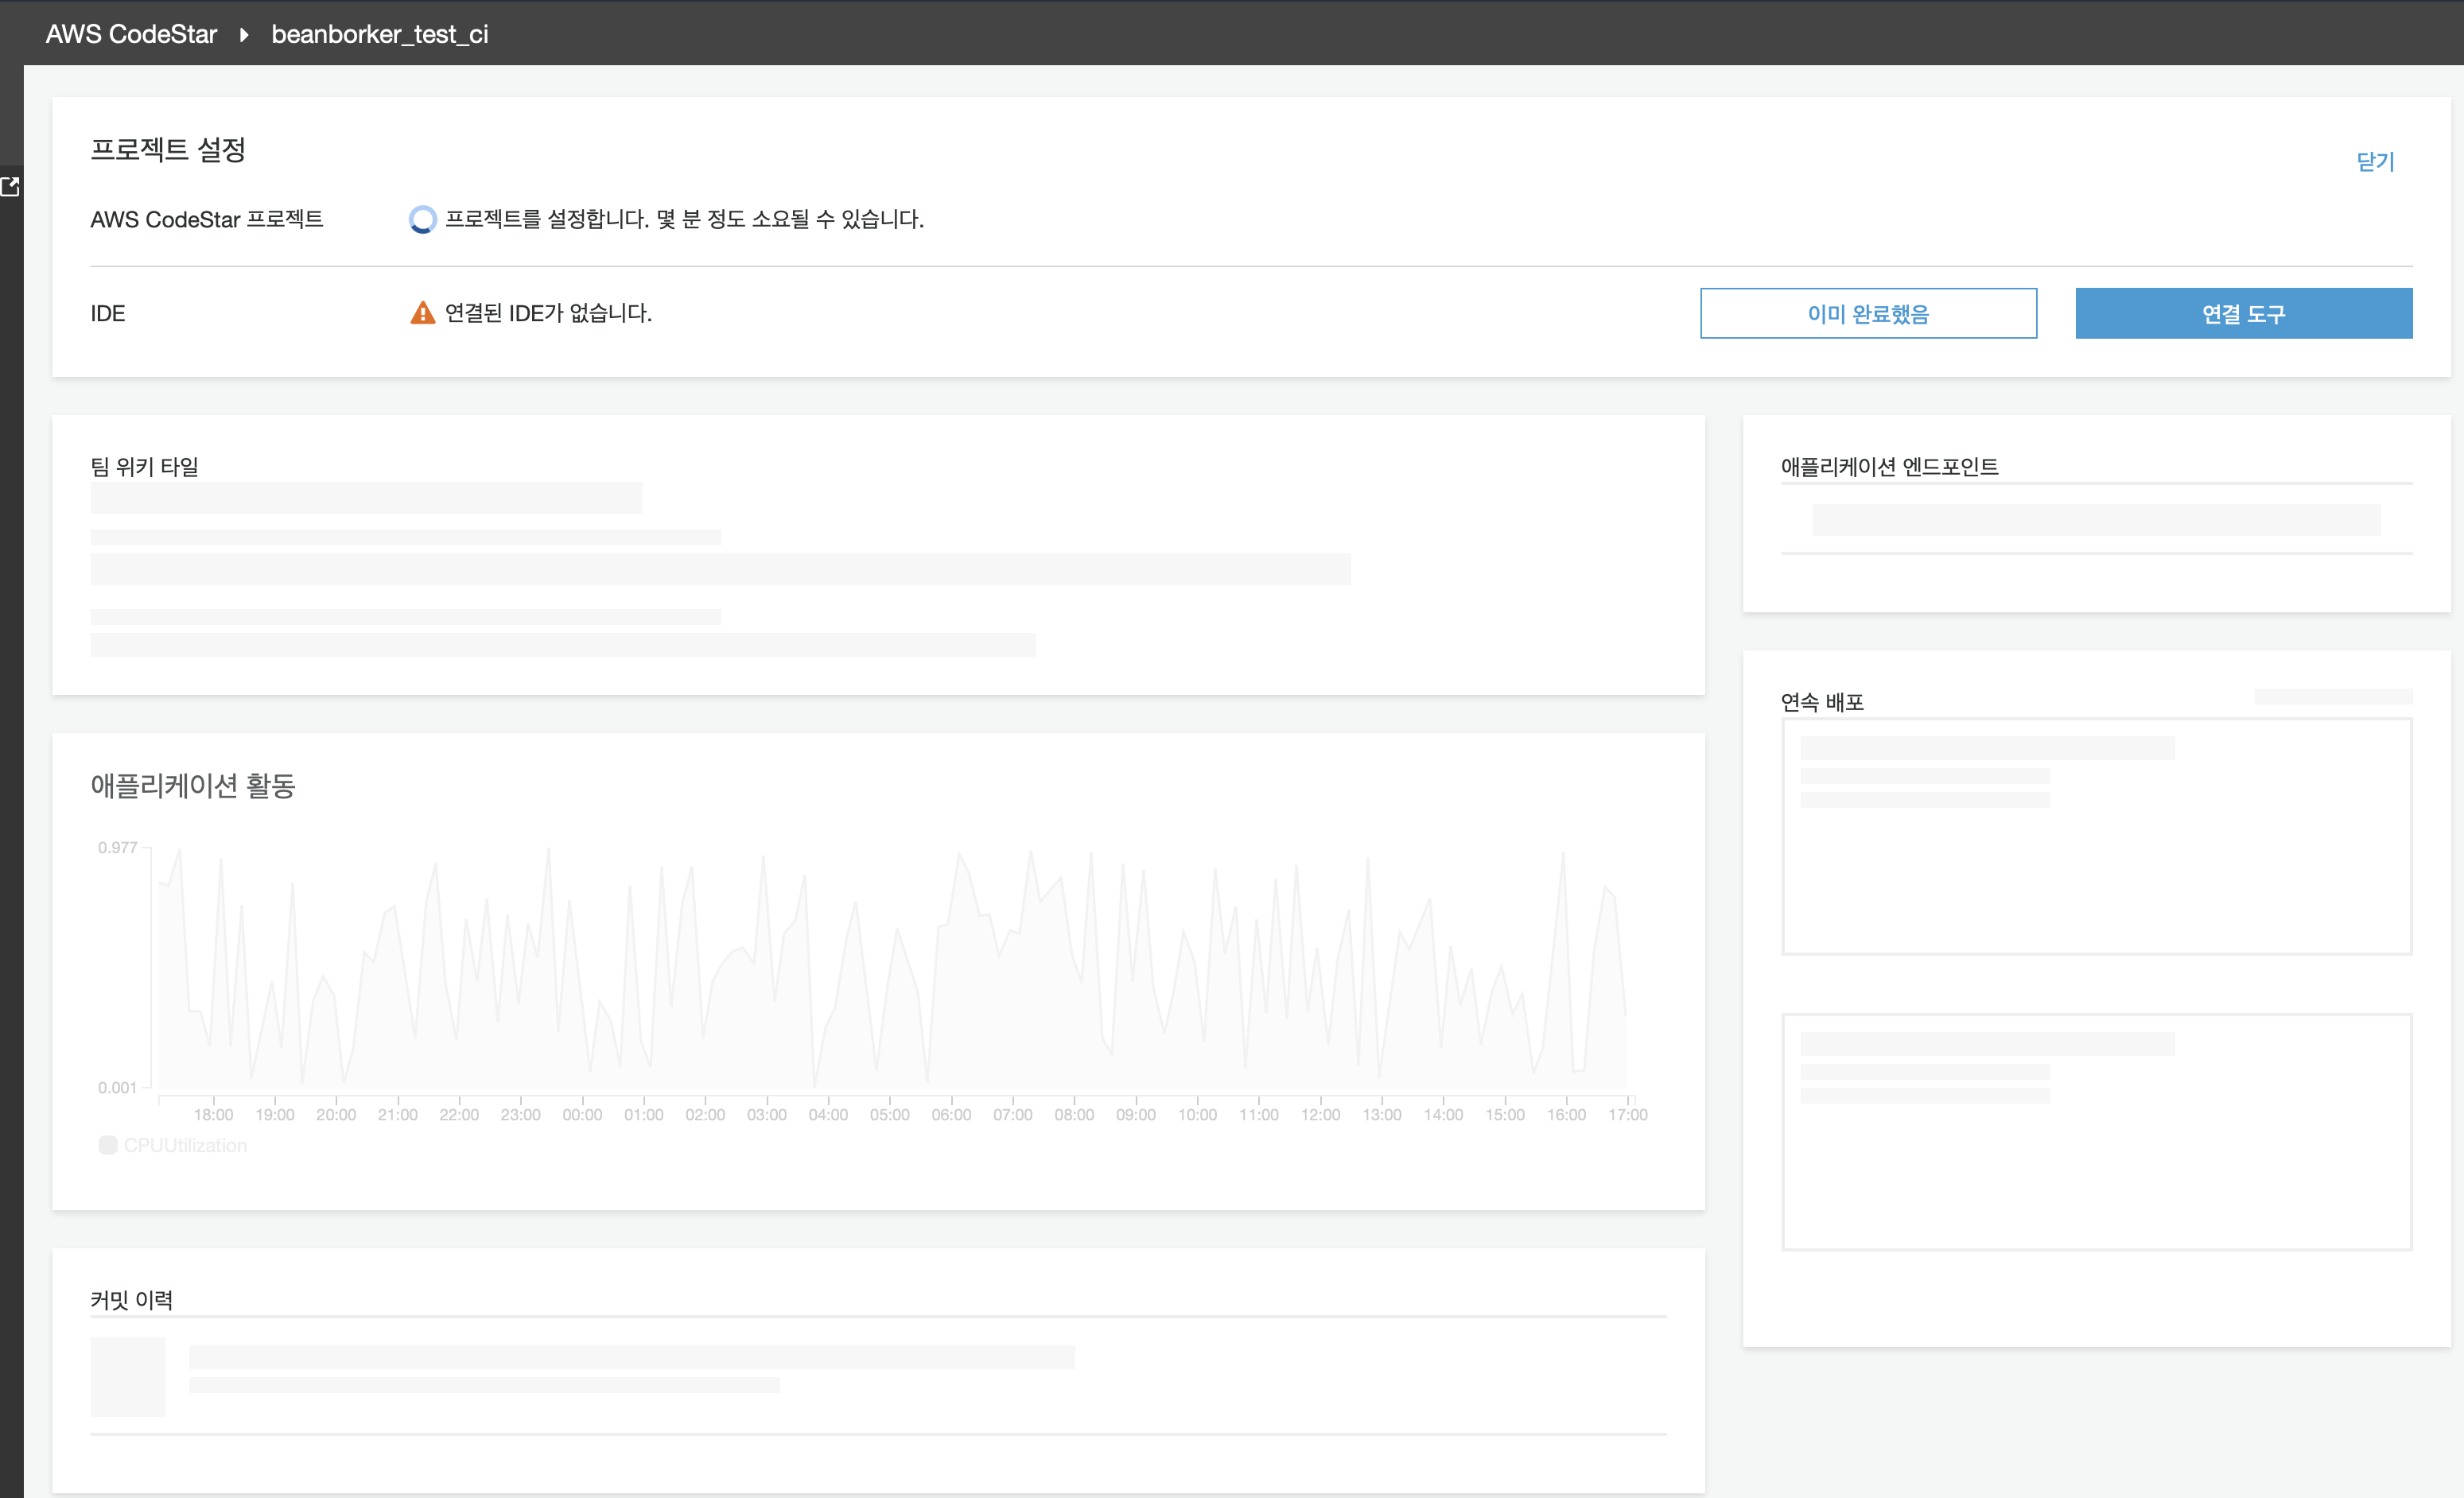 AWS CodeStar beanborker_test_ci
프로젝트 설정
닫기
AWS CodeStar 프로젝트 프로젝트를 설정합니다. 몇 분 정도 소요될 수 있습니다.
IDE 연결된 IDE가 없습니다. 이미 완료했음 연결 도구
팀 위키 타일
애플리케이션 엔드포인트
연속 배포
애플리케이션 활동
0.977
0.001
18:00 19:00 20:00 21:00 22:00 23:00 00:00 01:00 02:00 03:00 04:00 05:00 06:00 07:00 08:00 09:00 10:00 11:00 12:00 13:00 14:00 15:00 16:00 17:00
CPUUtilization
커밋 이력